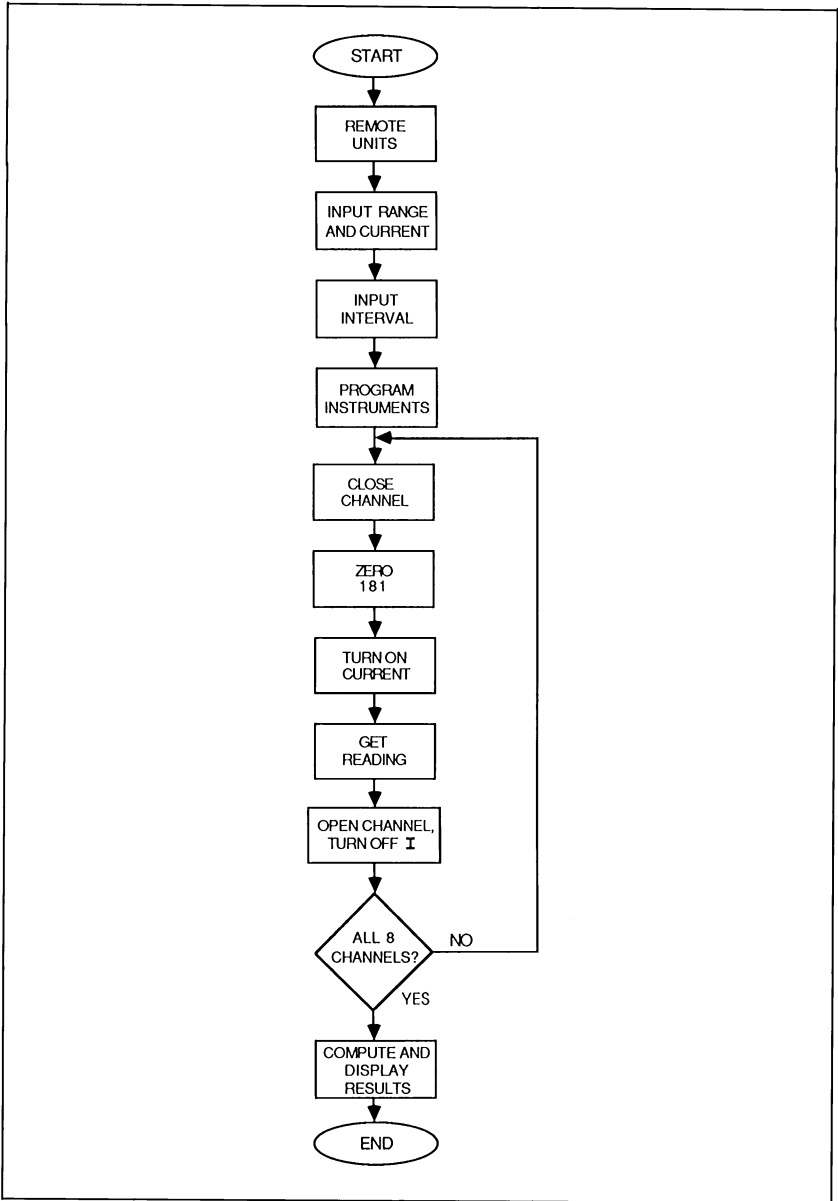 START
REMOTE
UNITS
INPUT RANGE
AND CURRENT
INPUT
INTERVAL
PROGRAM
INSTRUMENTS
CLOSE
CHANNEL
ZERO
181
TURN ON
CURRENT
GET
READING
OPEN CHANNEL,
TURN OFF I
ALL 8
CHANNELS?
NO
YES
COMPUTE AND
DISPLAY
RESULTS
END